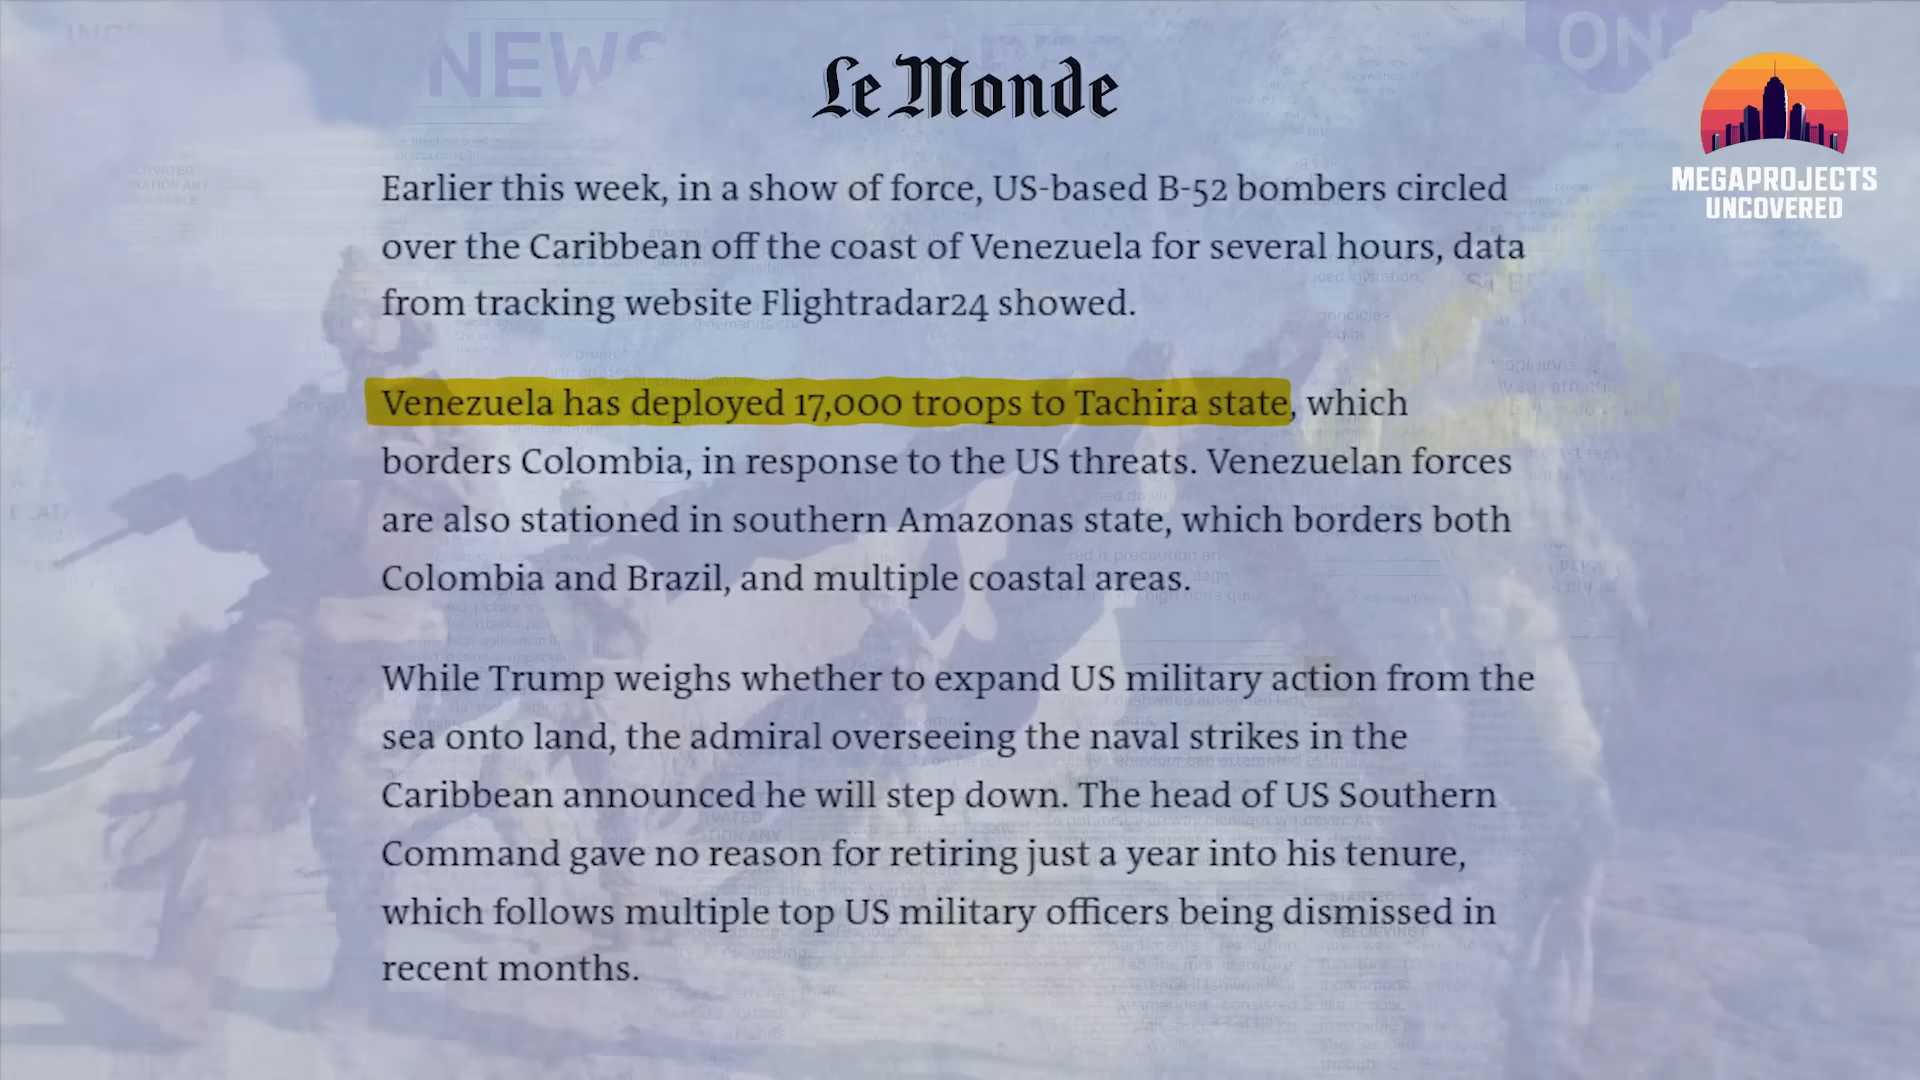 NEWS
ON
Le Monde
MEGAPROJECTS
UNCOVERED
Earlier this week, in a show of force, US-based B-52 bombers circled
over the Caribbean off the coast of Venezuela for several hours, data
from tracking website Flightradar24 showed.
Venezuela has deployed 17,000 troops to Tachira state, which
borders Colombia, in response to the US threats. Venezuelan forces
are also stationed in southern Amazonas state, which borders both
Colombia and Brazil, and multiple coastal areas.
While Trump weighs whether to expand US military action from the
sea onto land, the admiral overseeing the naval strikes in the
Caribbean announced he will step down. The head of US Southern
Command gave no reason for retiring just a year into his tenure,
which follows multiple top US military officers being dismissed in
recent months.